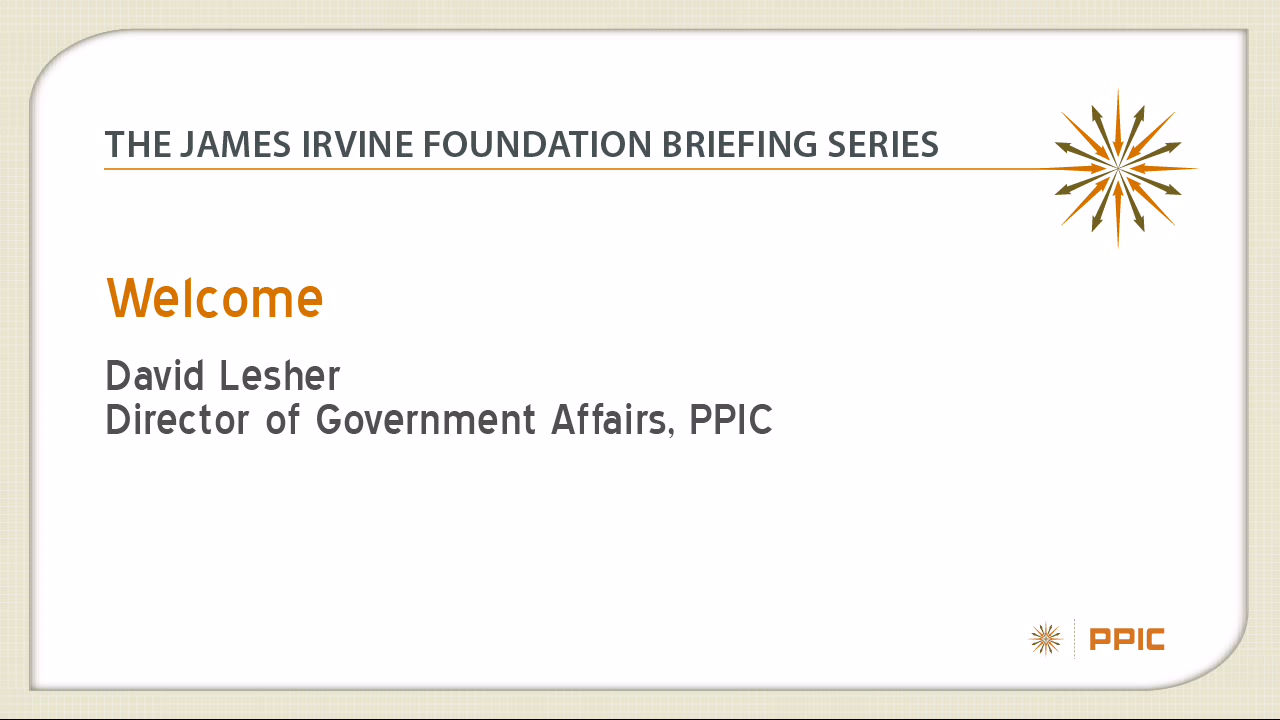 THE JAMES IRVINE FOUNDATION BRIEFING SERIES
Welcome
David Lesher
Director of Government Affairs, PPIC
PPIC